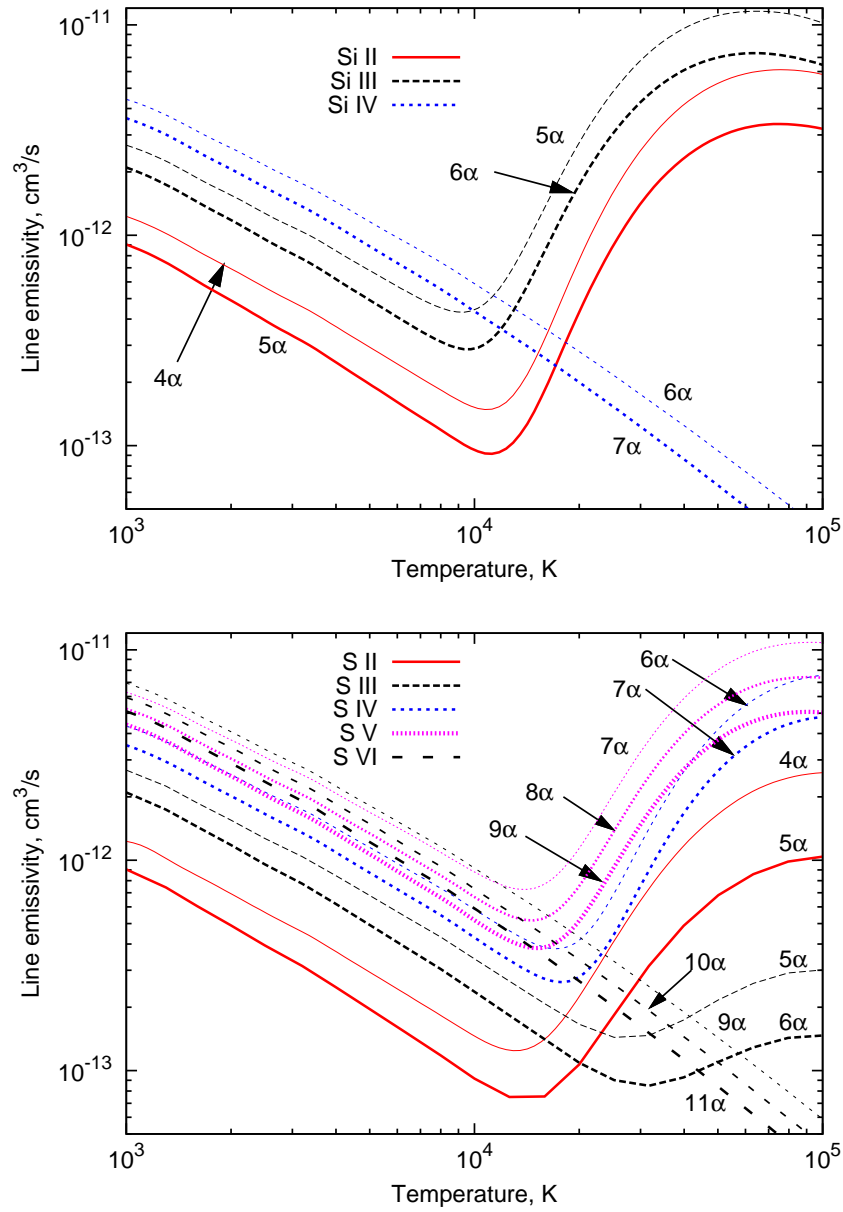 10⁻¹¹
10⁻¹²
10⁻¹³
Line emissivity, cm³/s
Si II
Si III
Si IV
5α
6α
4α
5α
6α
7α
10³
10⁴
10⁵
Temperature, K
10⁻¹¹
10⁻¹²
10⁻¹³
Line emissivity, cm³/s
S II
S III
S IV
S V
S VI
6α
7α
7α
4α
8α
9α
5α
10α
5α
9α
6α
11α
10³
10⁴
10⁵
Temperature, K